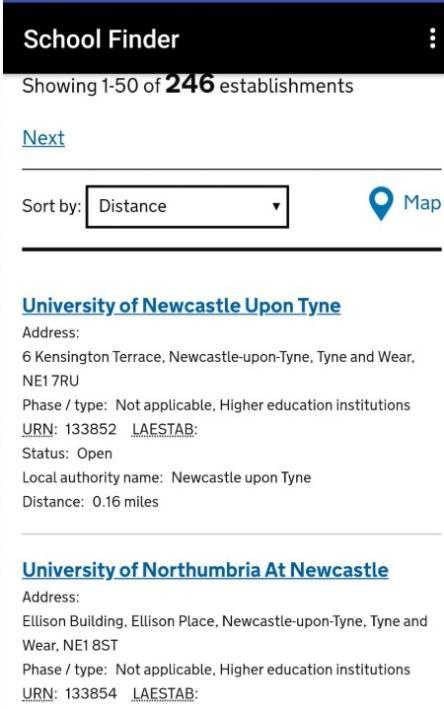 School Finder
Showing 1-50 of 246 establishments
Next
Sort by: Distance
Map
University of Newcastle Upon Tyne
Address:
6 Kensington Terrace, Newcastle-upon-Tyne, Tyne and Wear,
NE1 7RU
Phase / type: Not applicable, Higher education institutions
URN: 133852 LAESTAB:
Status: Open
Local authority name: Newcastle upon Tyne
Distance: 0.16 miles
University of Northumbria At Newcastle
Address:
Ellison Building, Ellison Place, Newcastle-upon-Tyne, Tyne and
Wear, NE1 8ST
Phase / type: Not applicable, Higher education institutions
URN: 133854 LAESTAB: